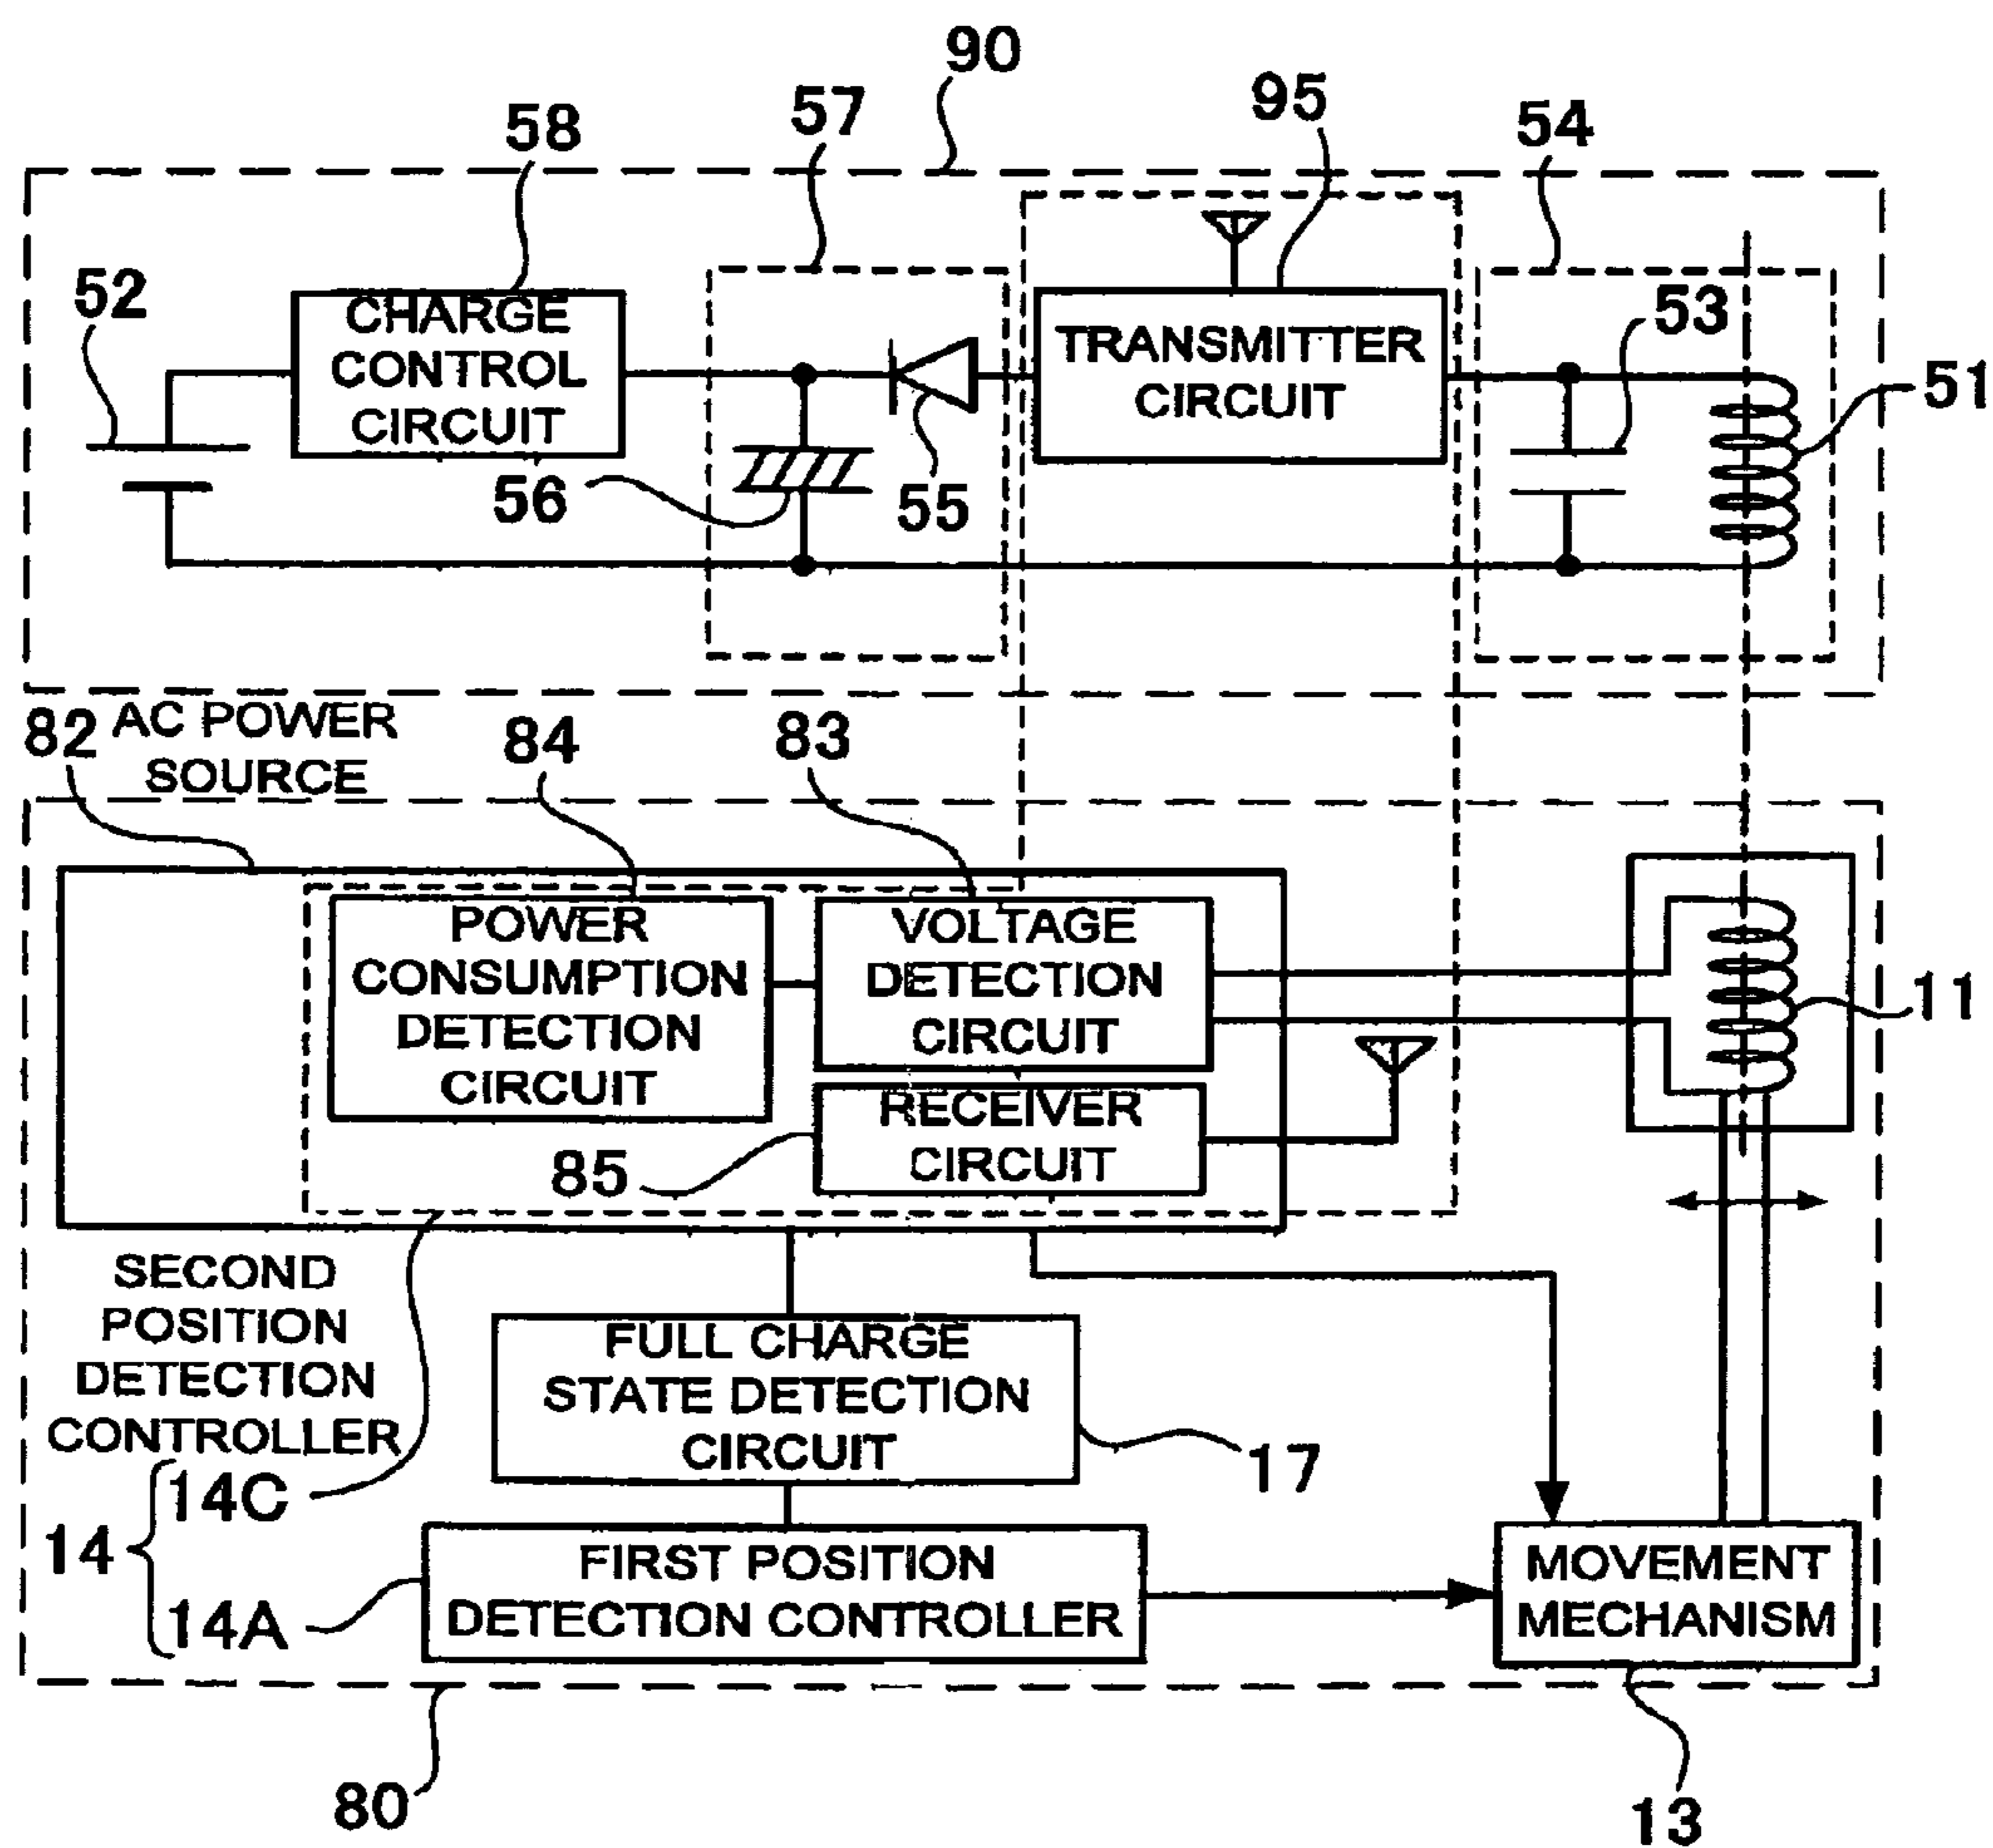 90
95
57
58
54
52
CHARGE
CONTROL
CIRCUIT
TRANSMITTER
CIRCUIT
53
51
56
55
82
AC POWER
SOURCE
84
83
POWER
CONSUMPTION
DETECTION
CIRCUIT
VOLTAGE
DETECTION
CIRCUIT
11
RECEIVER
CIRCUIT
85
SECOND
POSITION
DETECTION
CONTROLLER
FULL CHARGE
STATE DETECTION
CIRCUIT
17
14C
14
14A
FIRST POSITION
DETECTION CONTROLLER
MOVEMENT
MECHANISM
80
13